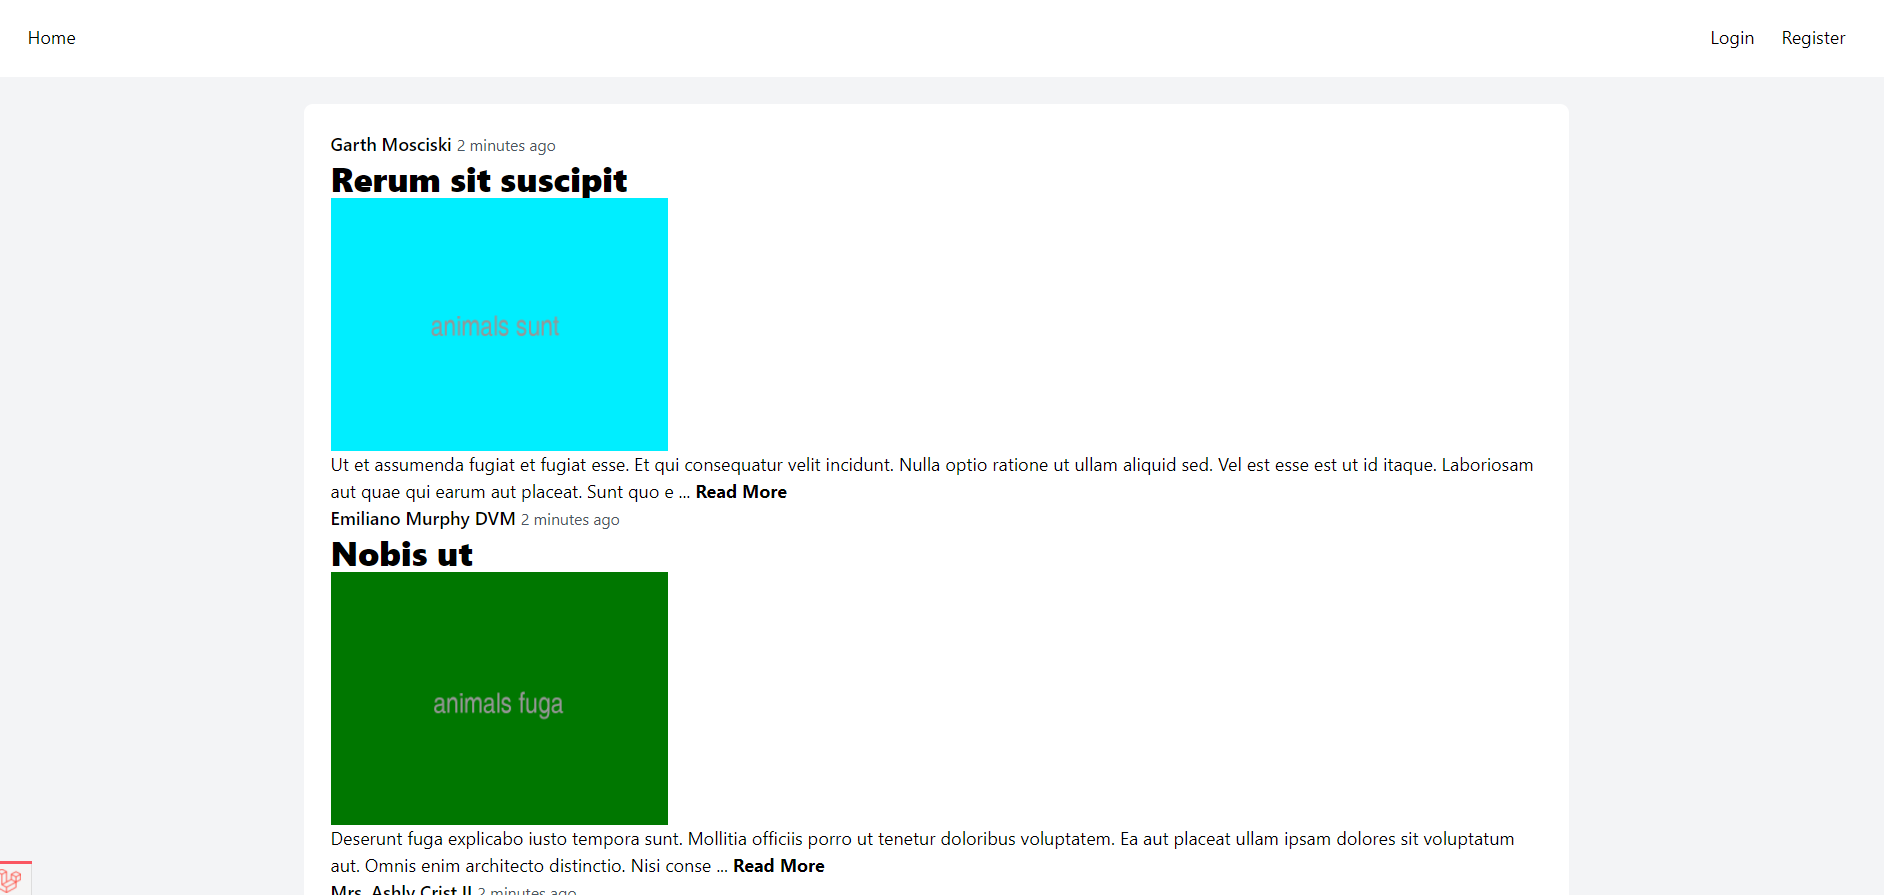 Home
Login Register
Garth Mosciski 2 minutes ago
Rerum sit suscipit
animals sunt
Ut et assumenda fugiat et fugiat esse. Et qui consequatur velit incidunt. Nulla optio ratione ut ullam aliquid sed. Vel est esse est ut id itaque. Laboriosam
aut quae qui earum aut placeat. Sunt quo e ... Read More
Emiliano Murphy DVM 2 minutes ago
Nobis ut
animals fuga
Deserunt fuga explicabo iusto tempora sunt. Mollitia officiis porro ut tenetur doloribus voluptatem. Ea aut placeat ullam ipsam dolores sit voluptatum
aut. Omnis enim architecto distinctio. Nisi conse ... Read More
Mrs. Ashly Crist II 2 minutes ago